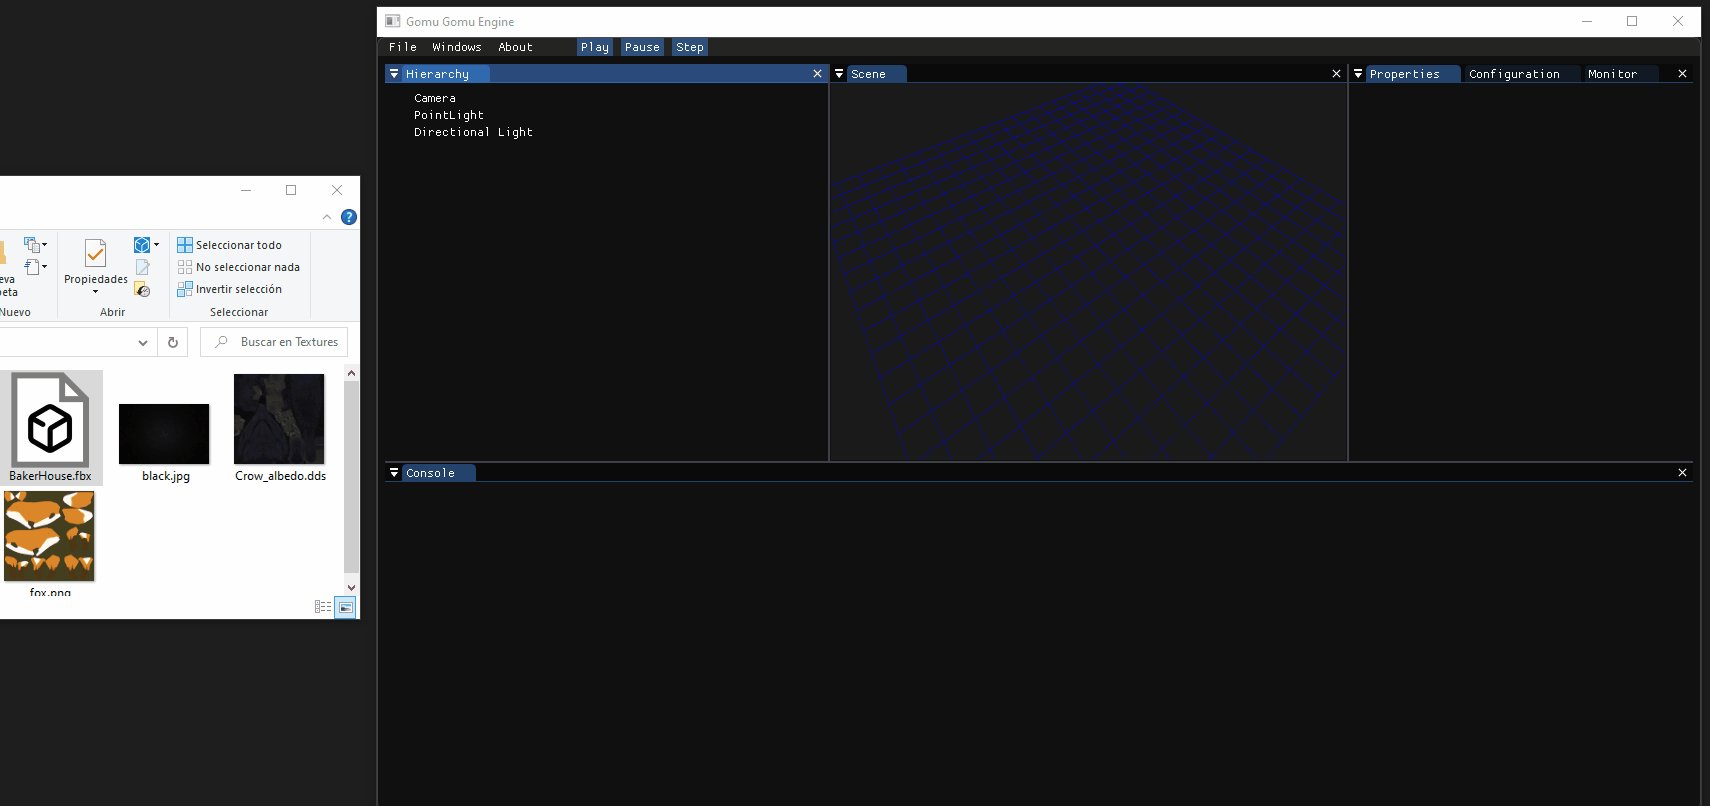 Gomu Gomu Engine
File Windows About Play Pause Step
Hierarchy
Camera
PointLight
Directional Light
Scene
Properties Configuration Monitor
Console
eva
peta
Nuevo
Propiedades
Abrir
Seleccionar todo
No seleccionar nada
Invertir selección
Seleccionar
Buscar en Textures
BakerHouse.fbx
black.jpg
Crow_albedo.dds
fox.png